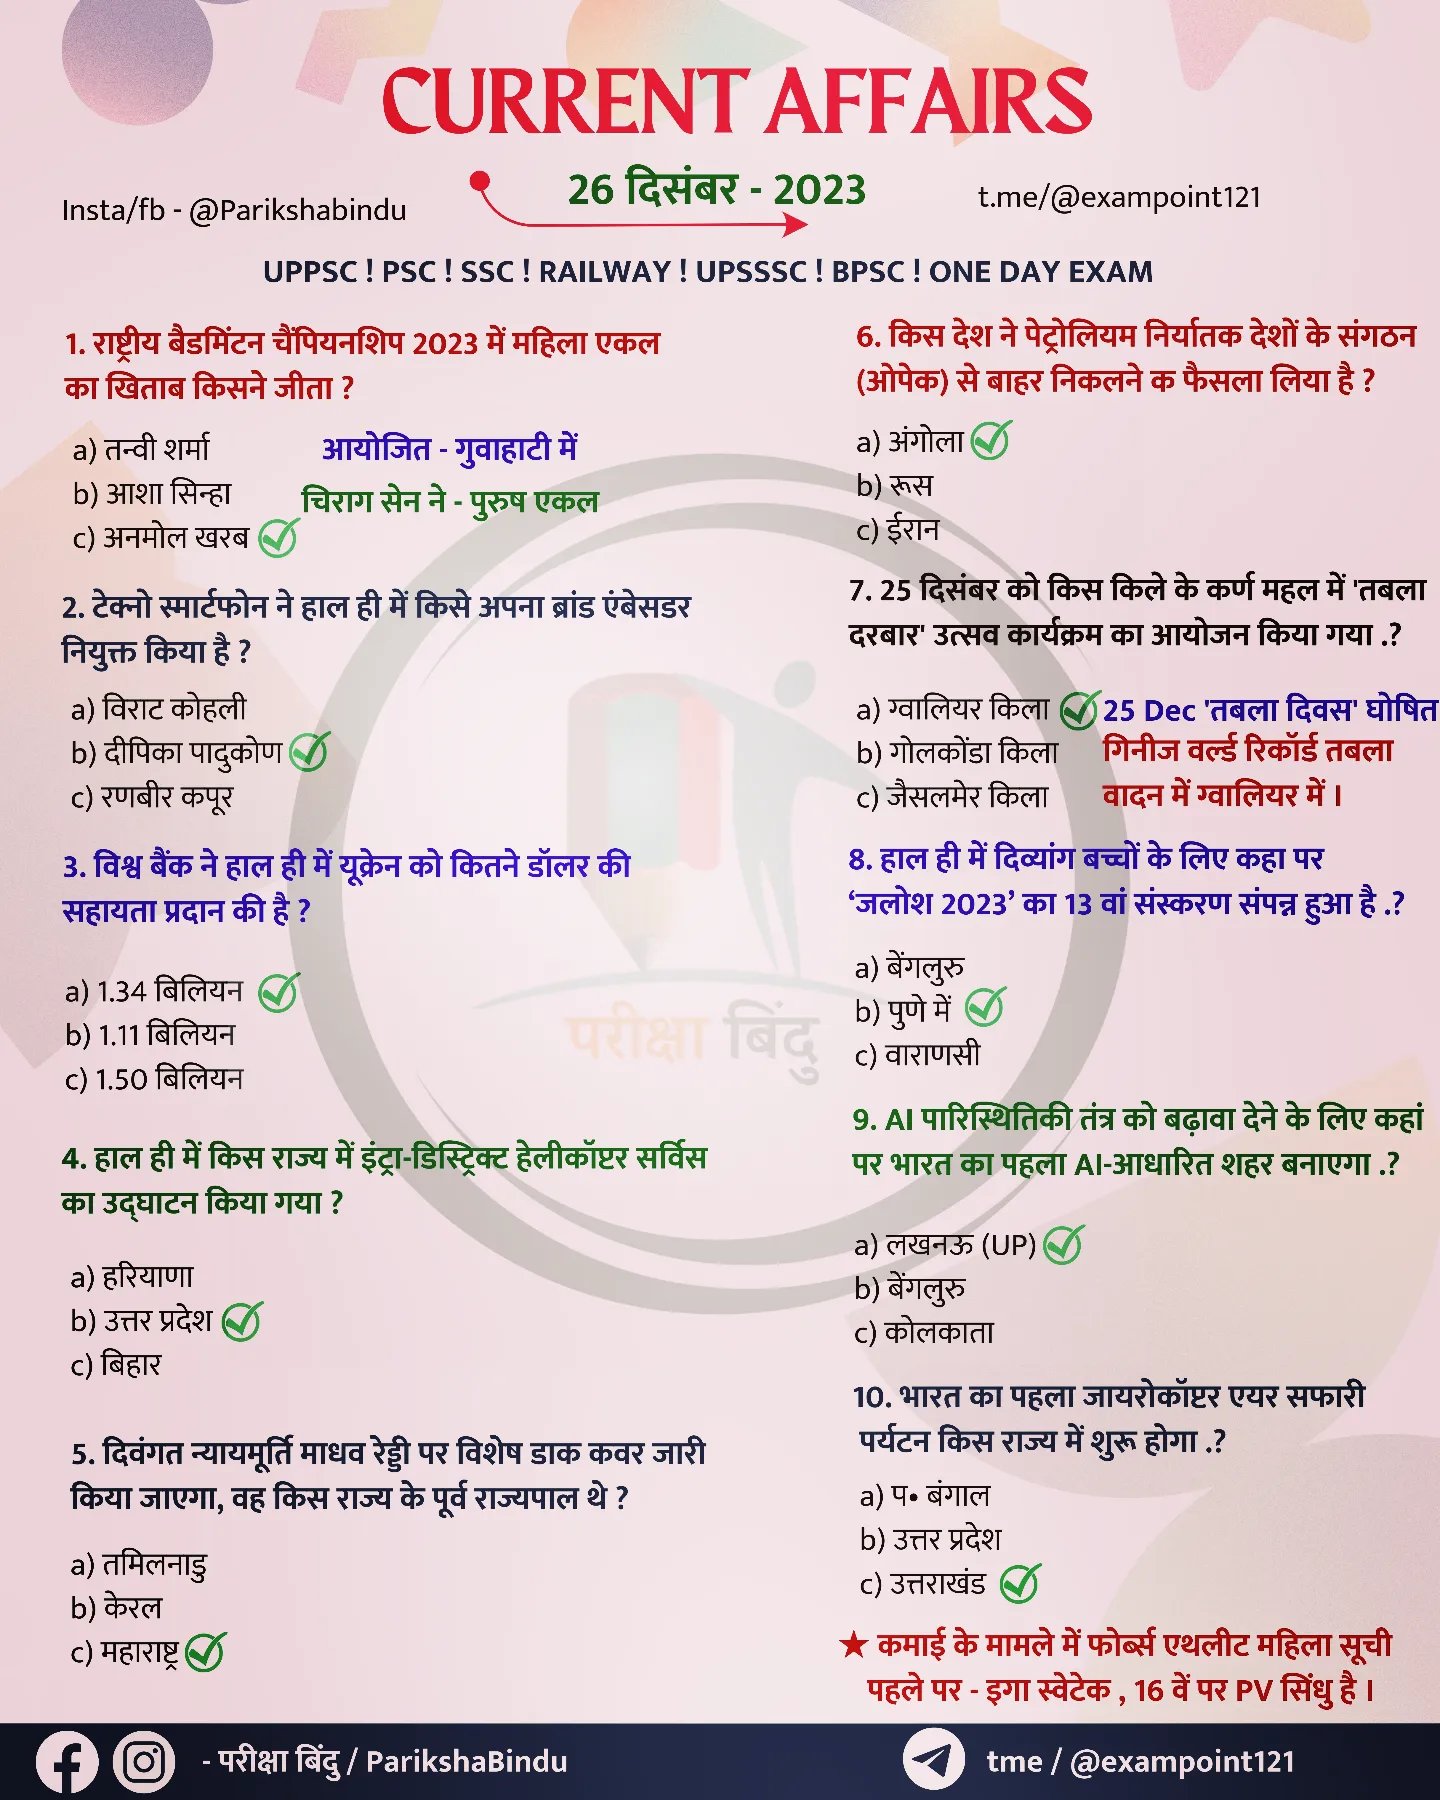 CURRENT AFFAIRS
26 दिसंबर - 2023
Insta/fb - @Parikshabindu
t.me/@exampoint121
UPPSC ! PSC ! SSC ! RAILWAY ! UPSSSC ! BPSC ! ONE DAY EXAM
1. राष्ट्रीय बैडमिंटन चैंपियनशिप 2023 में महिला एकल
का खिताब किसने जीता ?
a) तन्वी शर्मा
b) आशा सिन्हा
c) अनमोल खरब
आयोजित - गुवाहाटी में
चिराग सेन ने - पुरुष एकल
2. टेक्नो स्मार्टफोन ने हाल ही में किसे अपना ब्रांड एंबेसडर
नियुक्त किया है ?
a) विराट कोहली
b) दीपिका पादुकोण
c) रणबीर कपूर
3. विश्व बैंक ने हाल ही में यूक्रेन को कितने डॉलर की
सहायता प्रदान की है ?
a) 1.34 बिलियन
b) 1.11 बिलियन
c) 1.50 बिलियन
4. हाल ही में किस राज्य में इंट्रा-डिस्ट्रिक्ट हेलीकॉप्टर सर्विस
का उद्घाटन किया गया ?
a) हरियाणा
b) उत्तर प्रदेश
c) बिहार
5. दिवंगत न्यायमूर्ति माधव रेड्डी पर विशेष डाक कवर जारी
किया जाएगा, वह किस राज्य के पूर्व राज्यपाल थे ?
a) तमिलनाडु
b) केरल
c) महाराष्ट्र
6. किस देश ने पेट्रोलियम निर्यातक देशों के संगठन
(ओपेक) से बाहर निकलने क फैसला लिया है ?
a) अंगोला
b) रूस
c) ईरान
7. 25 दिसंबर को किस किले के कर्ण महल में 'तबला
दरबार' उत्सव कार्यक्रम का आयोजन किया गया .?
a) ग्वालियर किला
b) गोलकोंडा किला
c) जैसलमेर किला
25 Dec 'तबला दिवस' घोषित
गिनीज वर्ल्ड रिकॉर्ड तबला
वादन में ग्वालियर में ।
8. हाल ही में दिव्यांग बच्चों के लिए कहा पर
‘जलोश 2023’ का 13 वां संस्करण संपन्न हुआ है .?
a) बेंगलुरु
b) पुणे में
c) वाराणसी
9. AI पारिस्थितिकी तंत्र को बढ़ावा देने के लिए कहां
पर भारत का पहला AI-आधारित शहर बनाएगा .?
a) लखनऊ (UP)
b) बेंगलुरु
c) कोलकाता
10. भारत का पहला जायरोकॉप्टर एयर सफारी
पर्यटन किस राज्य में शुरू होगा .?
a) प• बंगाल
b) उत्तर प्रदेश
c) उत्तराखंड
★ कमाई के मामले में फोर्ब्स एथलीट महिला सूची
पहले पर - इगा स्वेटेक , 16 वें पर PV सिंधु है ।
परीक्षा बिंदु
- परीक्षा बिंदु / ParikshaBindu
tme / @exampoint121